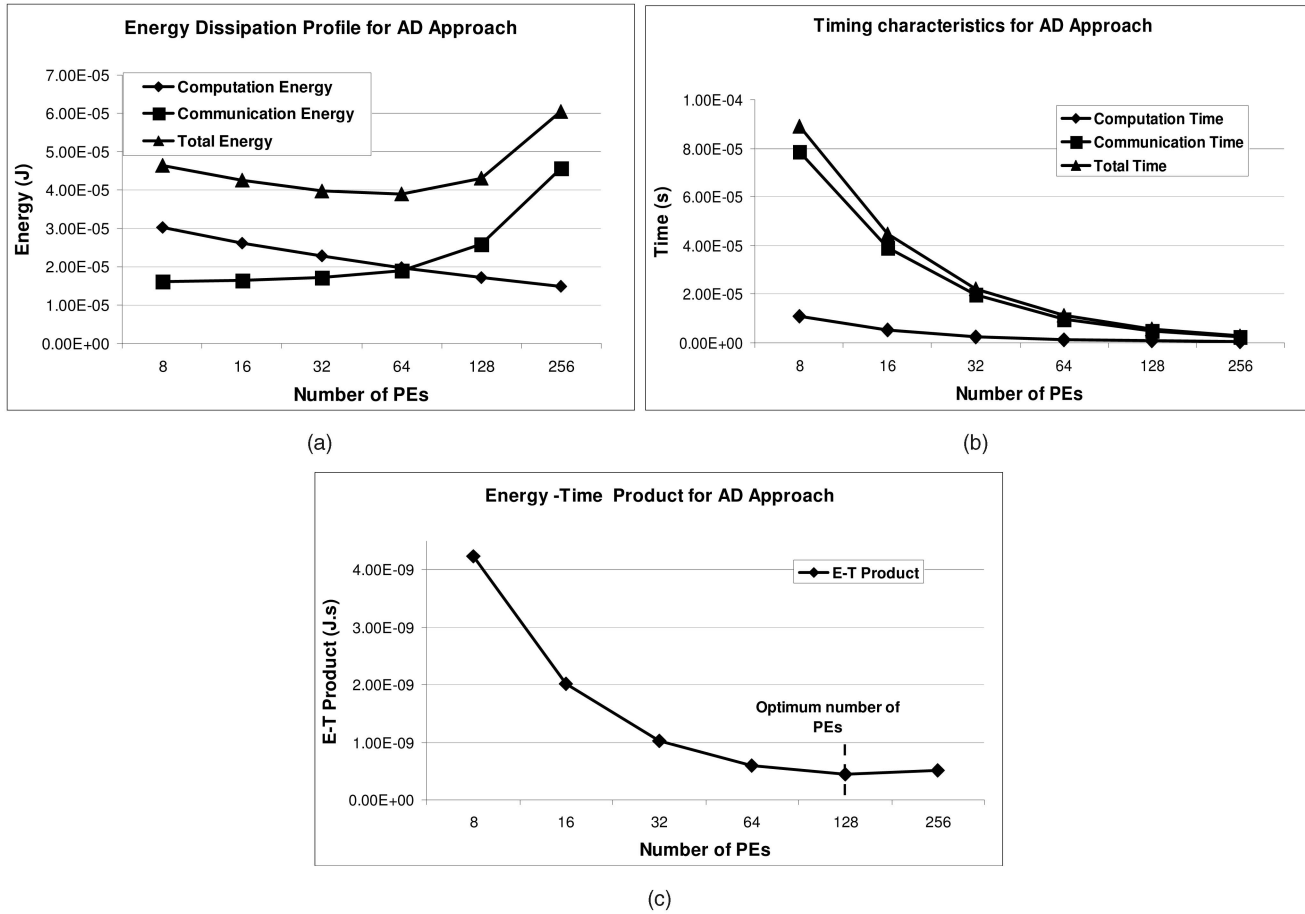 Energy Dissipation Profile for AD Approach
7.00E-05
6.00E-05
5.00E-05
4.00E-05
3.00E-05
2.00E-05
1.00E-05
0.00E+00
Energy (J)
Computation Energy
Communication Energy
Total Energy
8 16 32 64 128 256
Number of PEs
(a)
Timing characteristics for AD Approach
1.00E-04
8.00E-05
6.00E-05
4.00E-05
2.00E-05
0.00E+00
Time (s)
Computation Time
Communication Time
Total Time
8 16 32 64 128 256
Number of PEs
(b)
Energy -Time Product for AD Approach
4.00E-09
3.00E-09
2.00E-09
1.00E-09
0.00E+00
E-T Product (J.s)
E-T Product
Optimum number of
PEs
8 16 32 64 128 256
Number of PEs
(c)